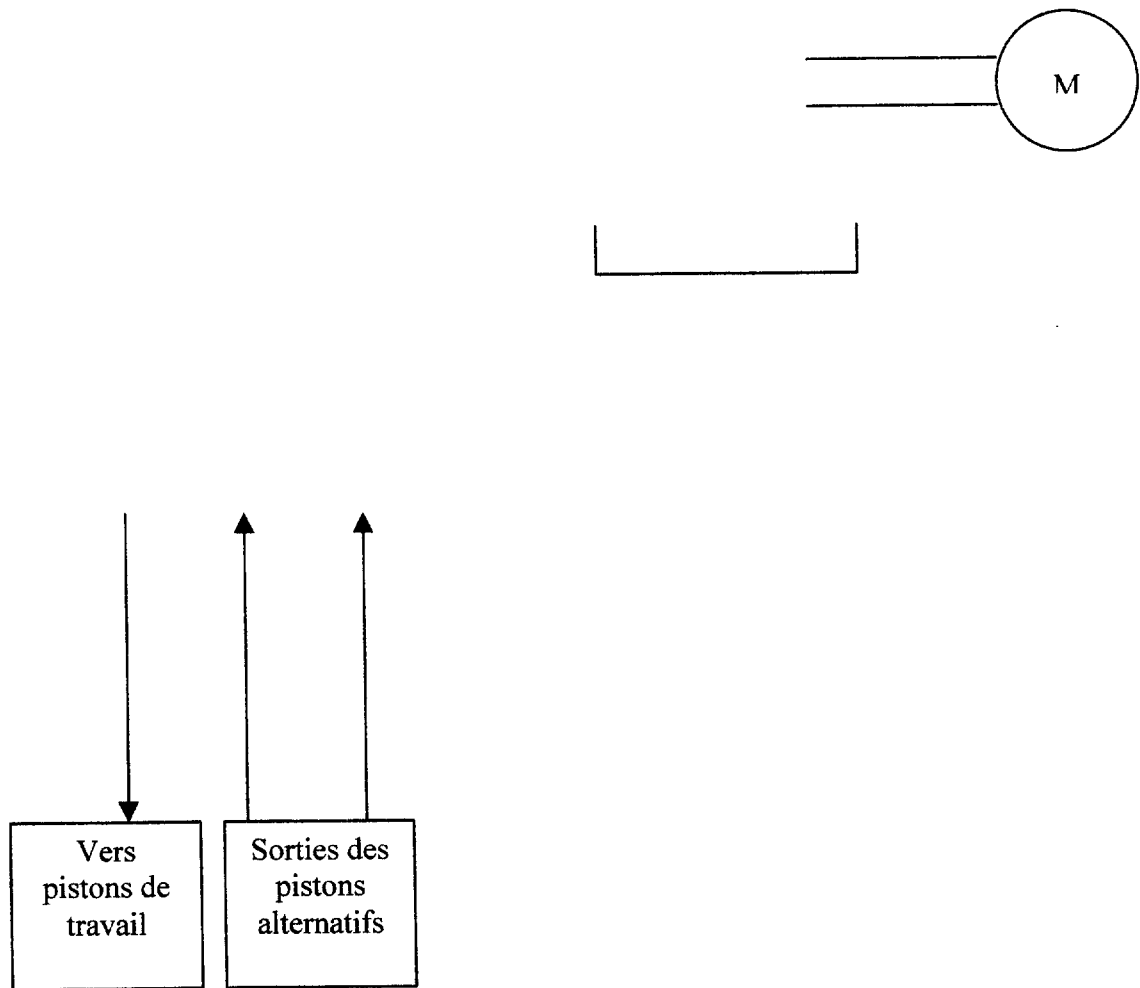 M
Vers
pistons de
travail
Sorties des
pistons
alternatifs